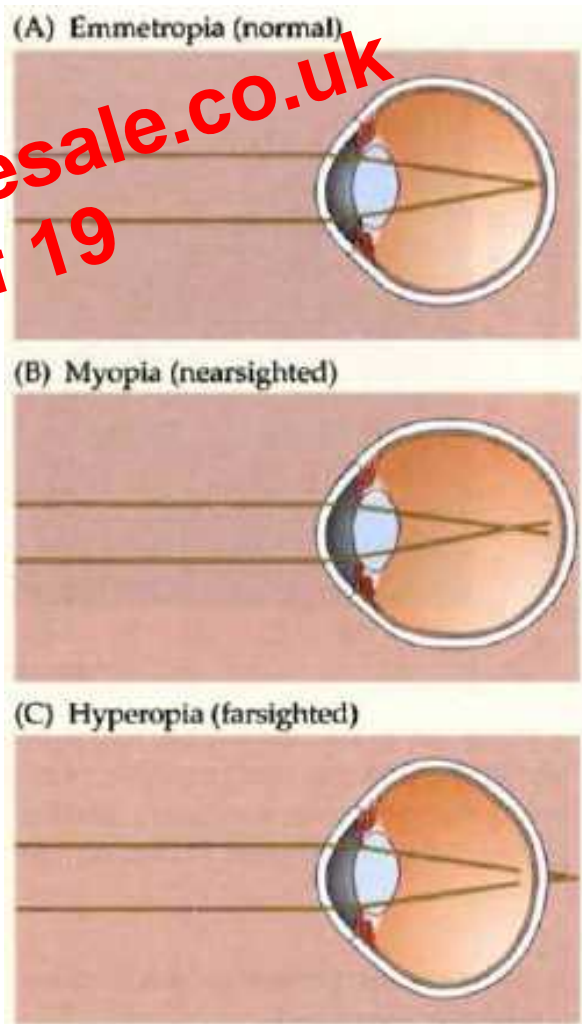 (A) Emmetropia (normal)
esale.co.uk
19
(B) Myopia (nearsighted)
(C) Hyperopia (farsighted)